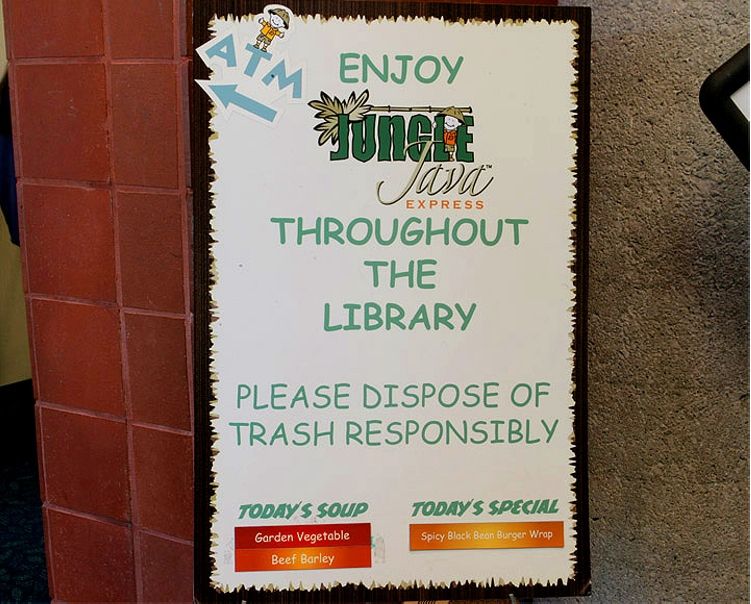 ATM
ENJOY
JUNGLE
Java™
EXPRESS
THROUGHOUT
THE
LIBRARY
PLEASE DISPOSE OF
TRASH RESPONSIBLY
TODAY'S SOUP
Garden Vegetable
Beef Barley
TODAY'S SPECIAL
Spicy Black Bean Burger Wrap